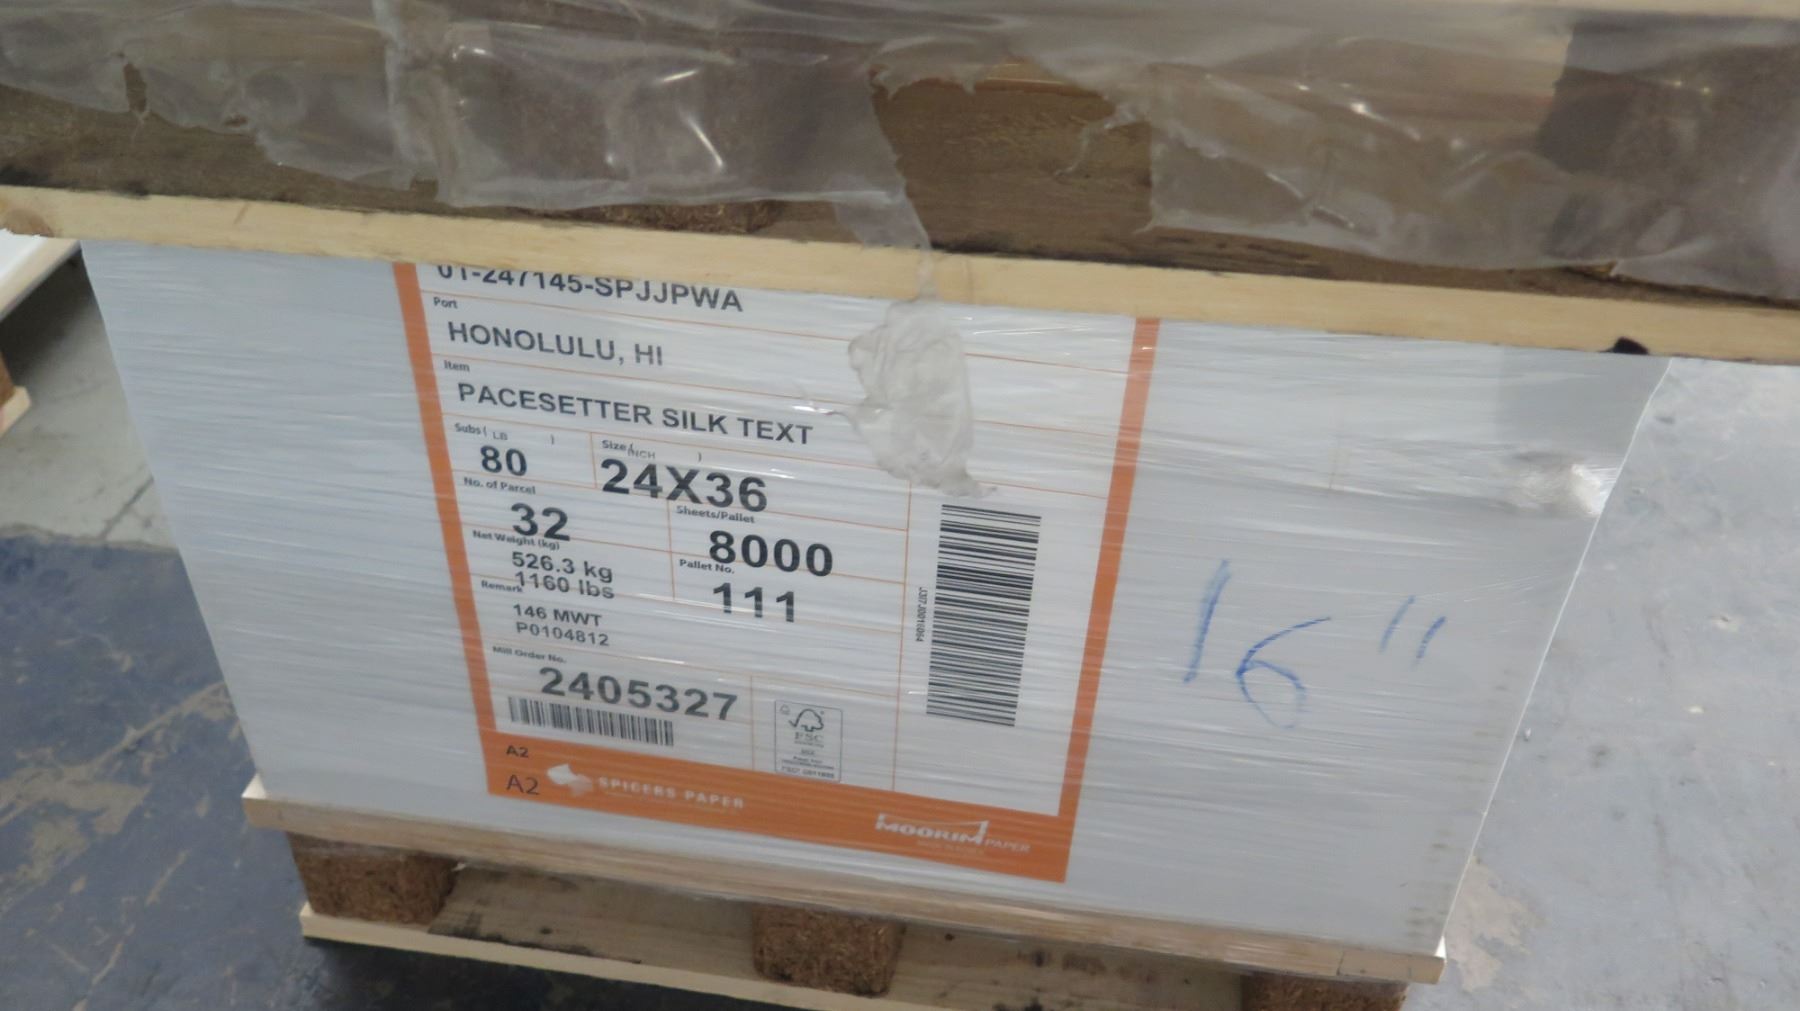 01-247145-SPJJPWA
Port
HONOLULU, HI
Item
PACESETTER SILK TEXT
Subs ( LB )
Size ( INCH )
80
24X36
No. of Parcel
Sheets/Pallet
32
8000
Net Weight (kg)
Pallet No.
526.3 kg
1160 lbs
111
Remark
146 MWT
P0104812
Mill Order No.
2405327
FSC
A2
A2
SPICERS PAPER
MOORIM PAPER
16"